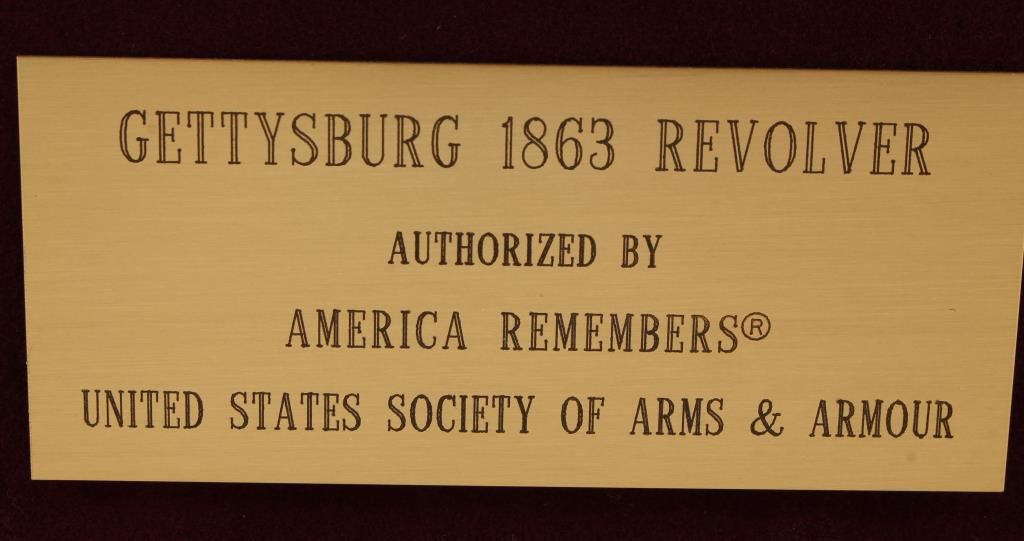 GETTYSBURG 1863 REVOLVER
AUTHORIZED BY
AMERICA REMEMBERS®
UNITED STATES SOCIETY OF ARMS & ARMOUR